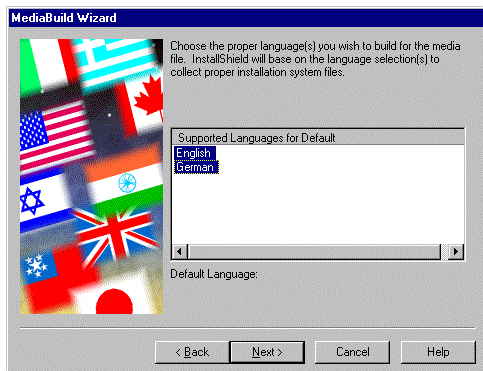 MediaBuild Wizard
Choose the proper language(s) you wish to build for the media
file. InstallShield will base on the language selection(s) to
collect proper installation system files.
Supported Languages for Default
English
German
Default Language:
< Back
Next >
Cancel
Help